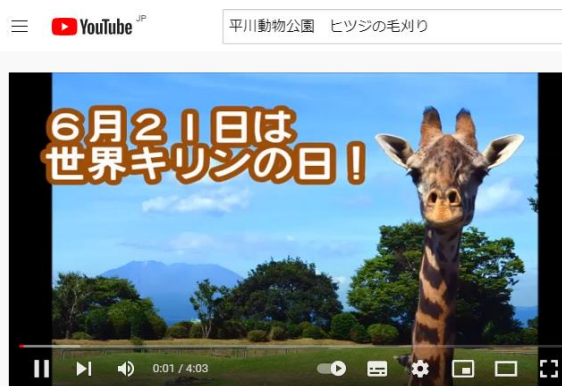 YouTube JP
平川動物公園　ヒツジの毛刈り
６月２１日は
世界キリンの日！
0:01 / 4:03